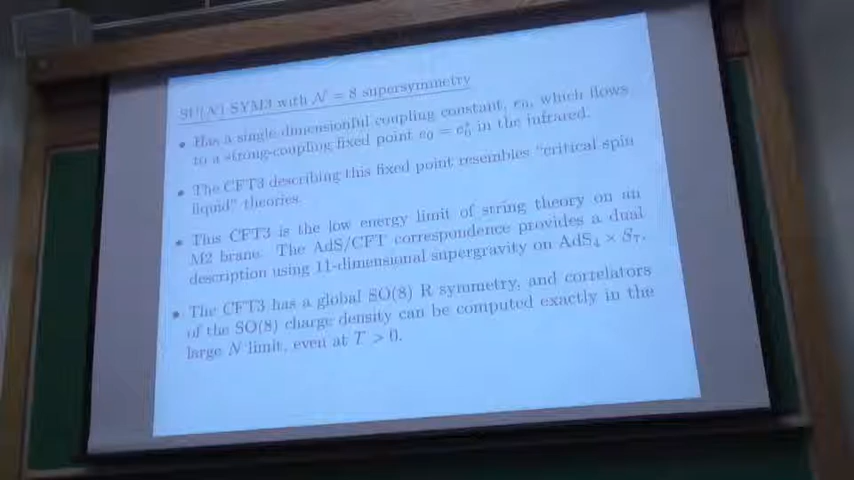 SU(N) SYM3 with 𝒩 = 8 supersymmetry
• Has a single dimensionful coupling constant, e₀, which flows
to a strong-coupling fixed point e₀ = e₀* in the infrared.
• The CFT3 describing this fixed point resembles "critical spin
liquid" theories.
• This CFT3 is the low energy limit of string theory on an
M2 brane. The AdS/CFT correspondence provides a dual
description using 11-dimensional supergravity on AdS₄ × S₇.
• The CFT3 has a global SO(8) R symmetry, and correlators
of the SO(8) charge density can be computed exactly in the
large N limit, even at T > 0.